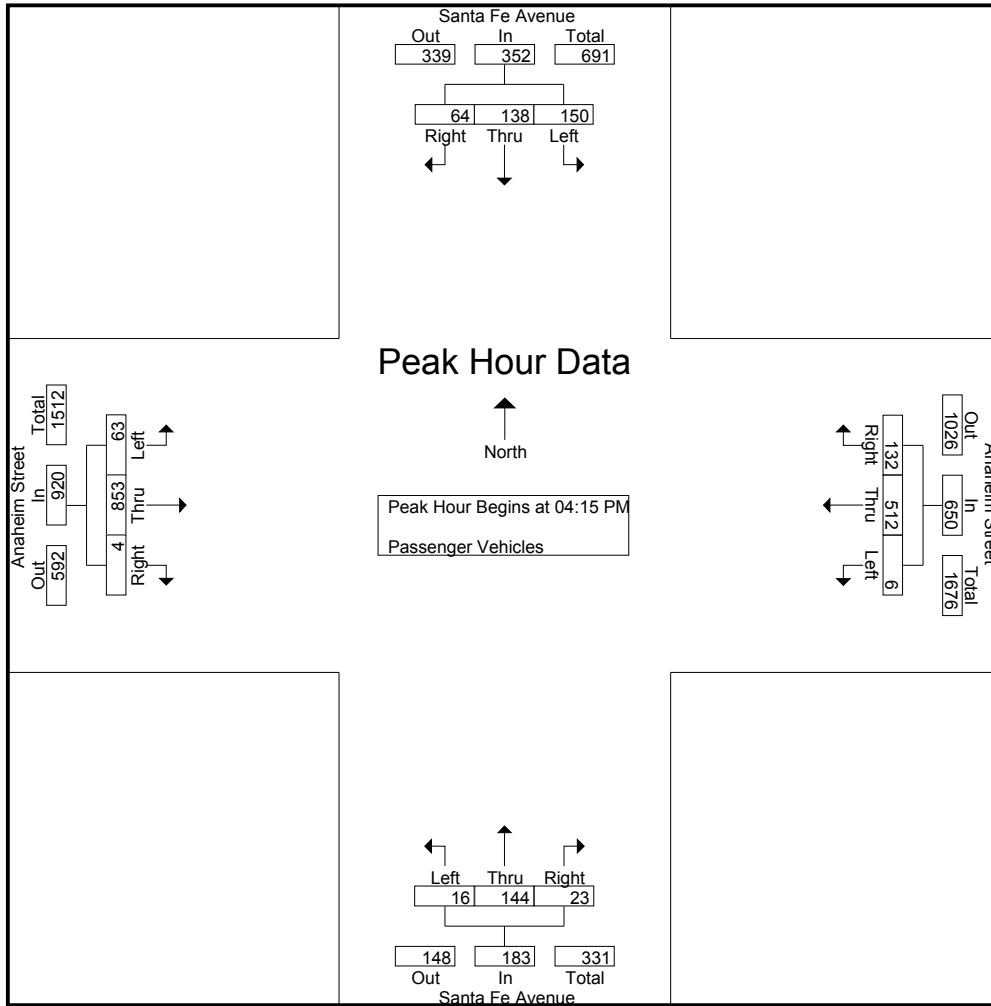 Santa Fe Avenue
Out In Total
339 352 691
64 138 150
Right Thru Left
Peak Hour Data
North
Peak Hour Begins at 04:15 PM
Passenger Vehicles
Anaheim Street
Total In Out
1512 920 592
63 853 4
Left Thru Right
Anaheim Street
Out In Total
1026 650 1676
132 512 6
Right Thru Left
Left Thru Right
16 144 23
148 183 331
Out In Total
Santa Fe Avenue